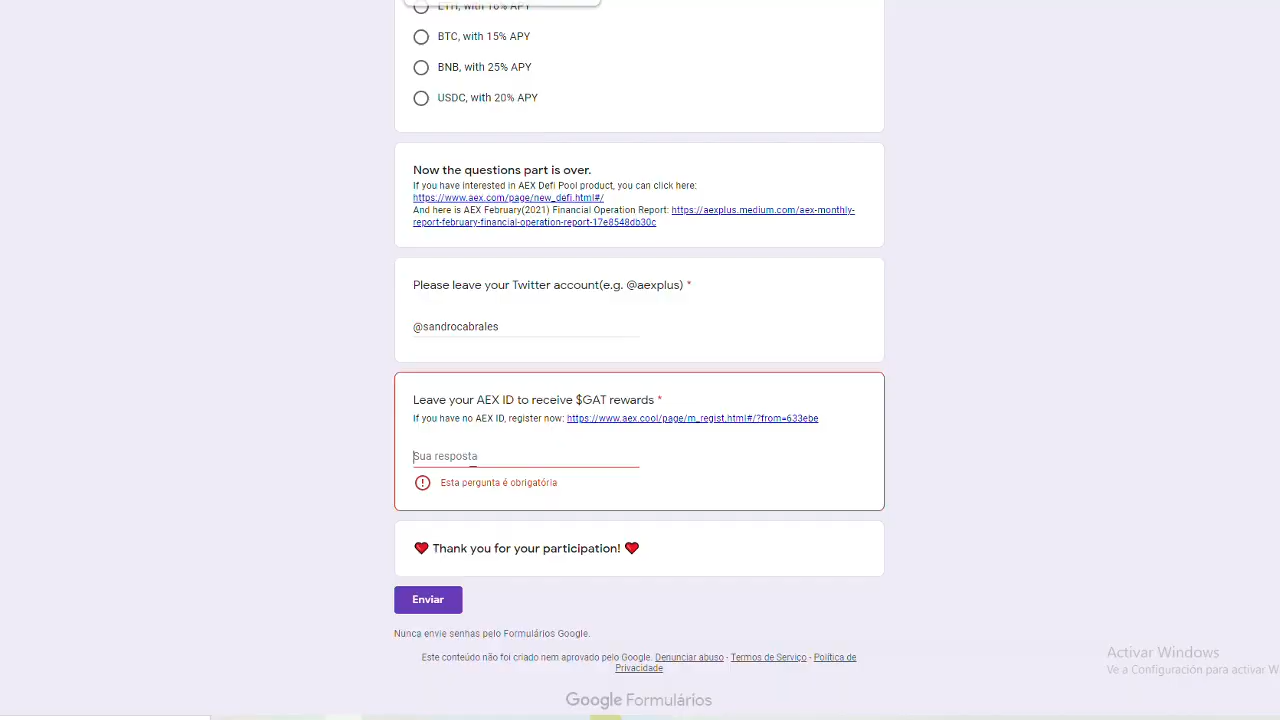 ETH, with 10% APY
BTC, with 15% APY
BNB, with 25% APY
USDC, with 20% APY
Now the questions part is over.
If you have interested in AEX Defi Pool product, you can click here:
https://www.aex.com/page/new_defi.html#/
And here is AEX February(2021) Financial Operation Report: https://aexplus.medium.com/aex-monthly-
report-february-financial-operation-report-17e8548db30c
Please leave your Twitter account(e.g. @aexplus) *
@sandrocabrales
Leave your AEX ID to receive $GAT rewards *
If you have no AEX ID, register now: https://www.aex.cool/page/m_regist.html#/?from=633ebe
Sua resposta
Esta pergunta é obrigatória
❤ Thank you for your participation! ❤
Enviar
Nunca envie senhas pelo Formulários Google.
Este conteúdo não foi criado nem aprovado pelo Google. Denunciar abuso - Termos de Serviço - Política de
Privacidade
Google Formulários
Activar Windows
Ve a Configuración para activar W